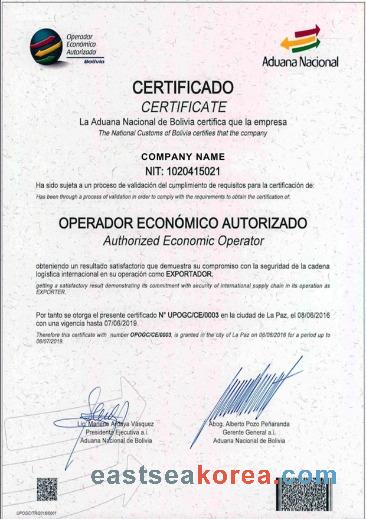 Operador
Económico
Autorizado
Bolivia
Aduana Nacional
CERTIFICADO
CERTIFICATE
La Aduana Nacional de Bolivia certifica que la empresa
The National Customs of Bolivia certifies that the company
COMPANY NAME
NIT: 1020415021
Ha sido sujeta a un proceso de validación del cumplimiento de requisitos para la certificación de:
Has been through a process of validation in order to comply with the requirements to obtain the certification of:
OPERADOR ECONÓMICO AUTORIZADO
Authorized Economic Operator
obteniendo un resultado satisfactorio que demuestra su compromiso con la seguridad de la cadena
logística internacional en su operación como EXPORTADOR.
getting a satisfactory result demonstrating its commitment with security of international supply chain in its operation as
EXPORTER.
Por tanto se otorga el presente certificado N° UPOGC/CE/0003 en la ciudad de La Paz, el 08/06/2016
con una vigencia hasta 07/06/2019.
Therefore this certificate with number UPOGC/CE/0003, is granted in the city of La Paz on 08/06/2016 for a period up to
06/07/2019.
Lic. Marlene Ardaya Vásquez
Presidenta Ejecutiva a.i.
Aduana Nacional de Bolivia
Abog. Alberto Pozo Peñaranda
Gerente General a.i.
Aduana Nacional de Bolivia
eastseakorea.com